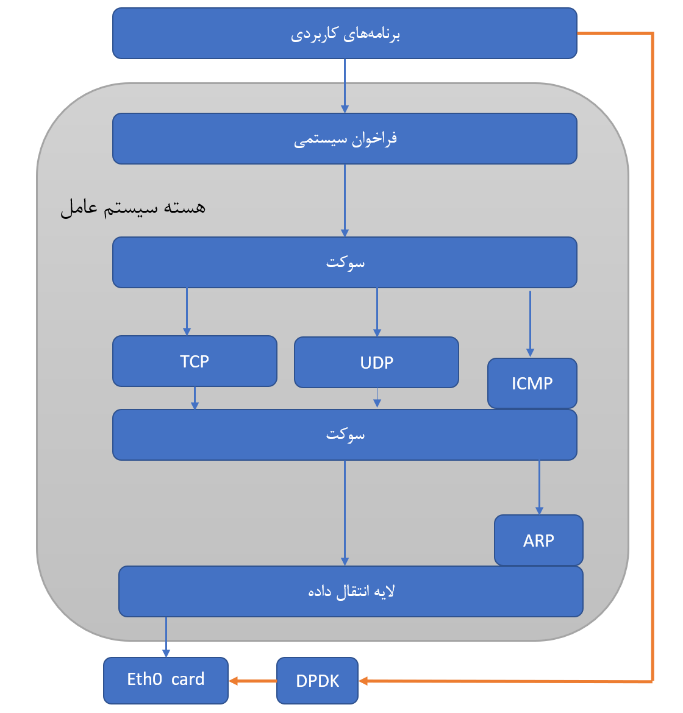 برنامه‌های کاربردی
فراخوان سیستمی
هسته سیستم عامل
سوکت
TCP
UDP
ICMP
سوکت
ARP
لایه انتقال داده
Eth0 card
DPDK